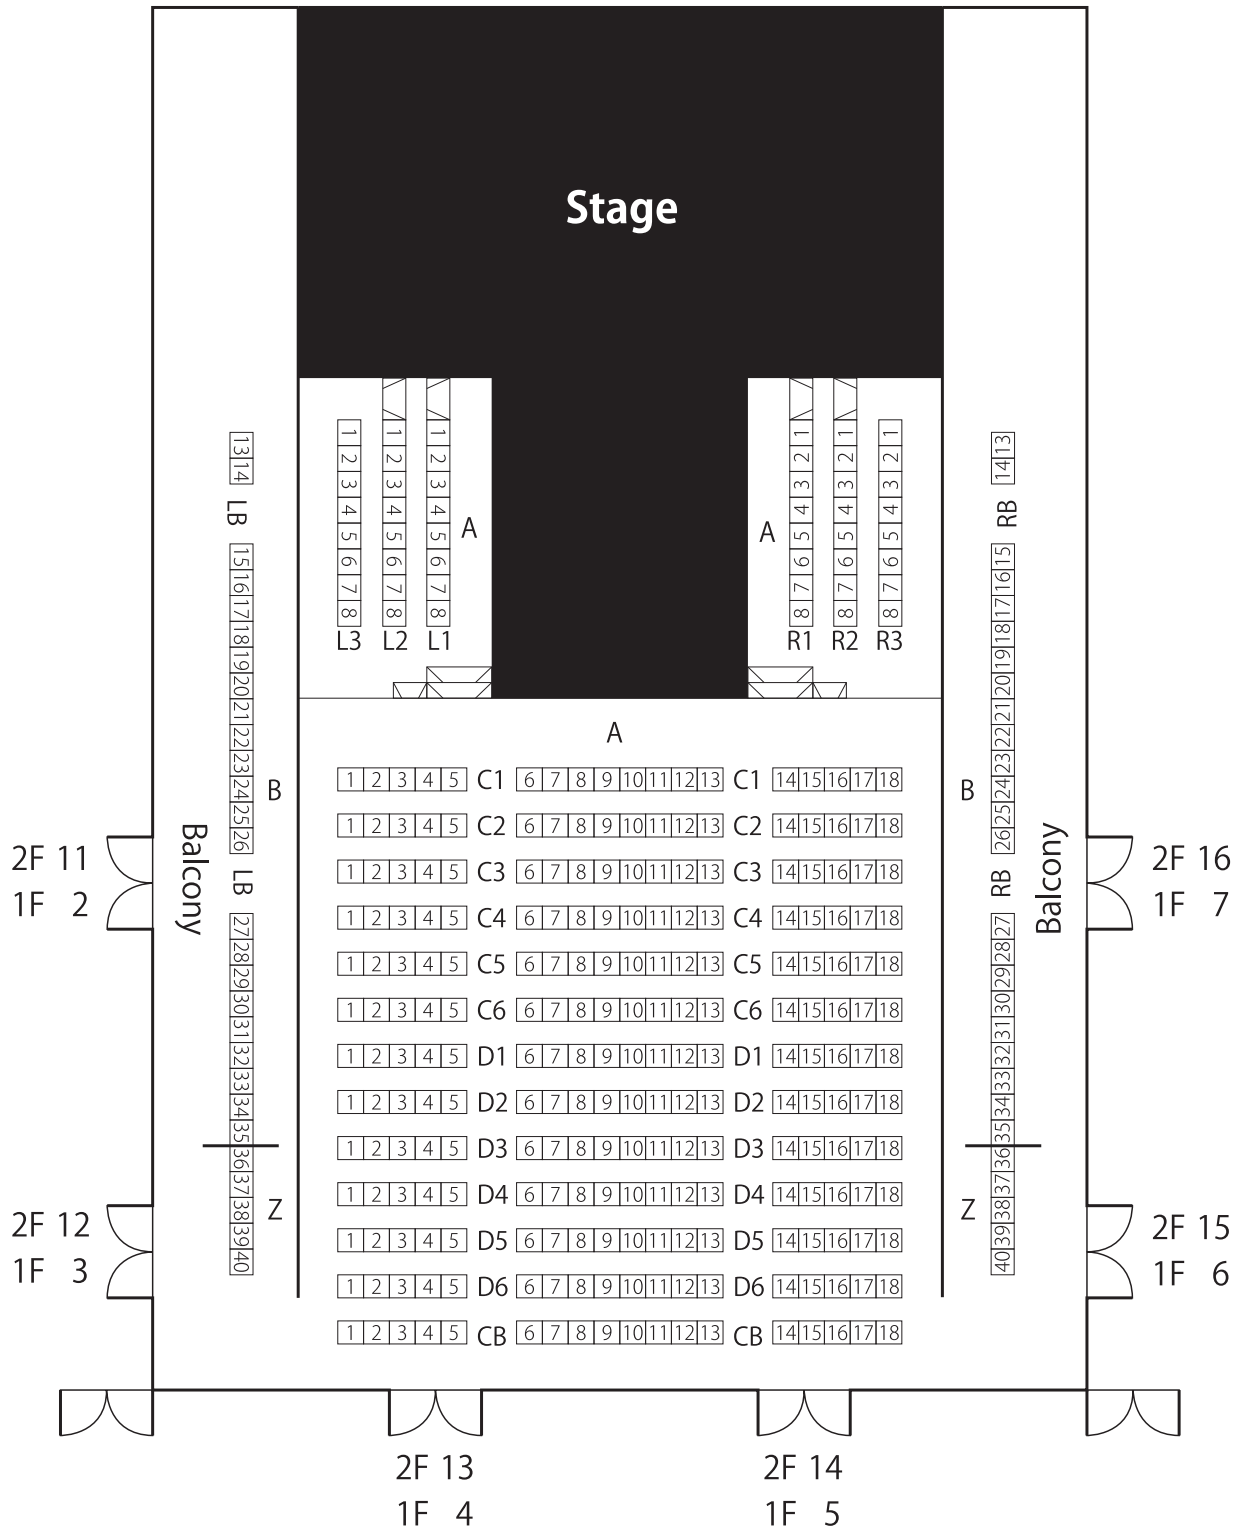 Stage
1 2 3 4 5 6 7 8 L3
1 2 3 4 5 6 7 8 L2
1 2 3 4 5 6 7 8 L1
A
A
1 2 3 4 5 6 7 8 R1
1 2 3 4 5 6 7 8 R2
1 2 3 4 5 6 7 8 R3
13 14 LB 15 16 17 18 19 20 21 22 23 24 25 26 LB 27 28 29 30 31 32 33 34 35 36 37 38 39 40
B
Z
Balcony
13 14 RB 15 16 17 18 19 20 21 22 23 24 25 26 RB 27 28 29 30 31 32 33 34 35 36 37 38 39 40
B
Z
Balcony
A
1 2 3 4 5 C1 6 7 8 9 10 11 12 13 C1 14 15 16 17 18
1 2 3 4 5 C2 6 7 8 9 10 11 12 13 C2 14 15 16 17 18
1 2 3 4 5 C3 6 7 8 9 10 11 12 13 C3 14 15 16 17 18
1 2 3 4 5 C4 6 7 8 9 10 11 12 13 C4 14 15 16 17 18
1 2 3 4 5 C5 6 7 8 9 10 11 12 13 C5 14 15 16 17 18
1 2 3 4 5 C6 6 7 8 9 10 11 12 13 C6 14 15 16 17 18
1 2 3 4 5 D1 6 7 8 9 10 11 12 13 D1 14 15 16 17 18
1 2 3 4 5 D2 6 7 8 9 10 11 12 13 D2 14 15 16 17 18
1 2 3 4 5 D3 6 7 8 9 10 11 12 13 D3 14 15 16 17 18
1 2 3 4 5 D4 6 7 8 9 10 11 12 13 D4 14 15 16 17 18
1 2 3 4 5 D5 6 7 8 9 10 11 12 13 D5 14 15 16 17 18
1 2 3 4 5 D6 6 7 8 9 10 11 12 13 D6 14 15 16 17 18
1 2 3 4 5 CB 6 7 8 9 10 11 12 13 CB 14 15 16 17 18
2F 11
1F 2
2F 16
1F 7
2F 12
1F 3
2F 15
1F 6
2F 13
1F 4
2F 14
1F 5